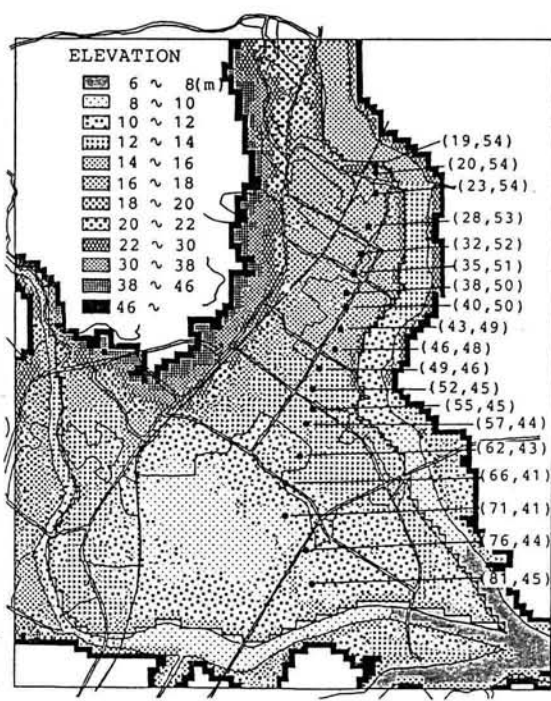 ELEVATION
6 ~ 8(m)
8 ~ 10
10 ~ 12
12 ~ 14
14 ~ 16
16 ~ 18
18 ~ 20
20 ~ 22
22 ~ 30
30 ~ 38
38 ~ 46
46 ~
(19,54)
(20,54)
(23,54)
(28,53)
(32,52)
(35,51)
(38,50)
(40,50)
(43,49)
(46,48)
(49,46)
(52,45)
(55,45)
(57,44)
(62,43)
(66,41)
(71,41)
(76,44)
(81,45)